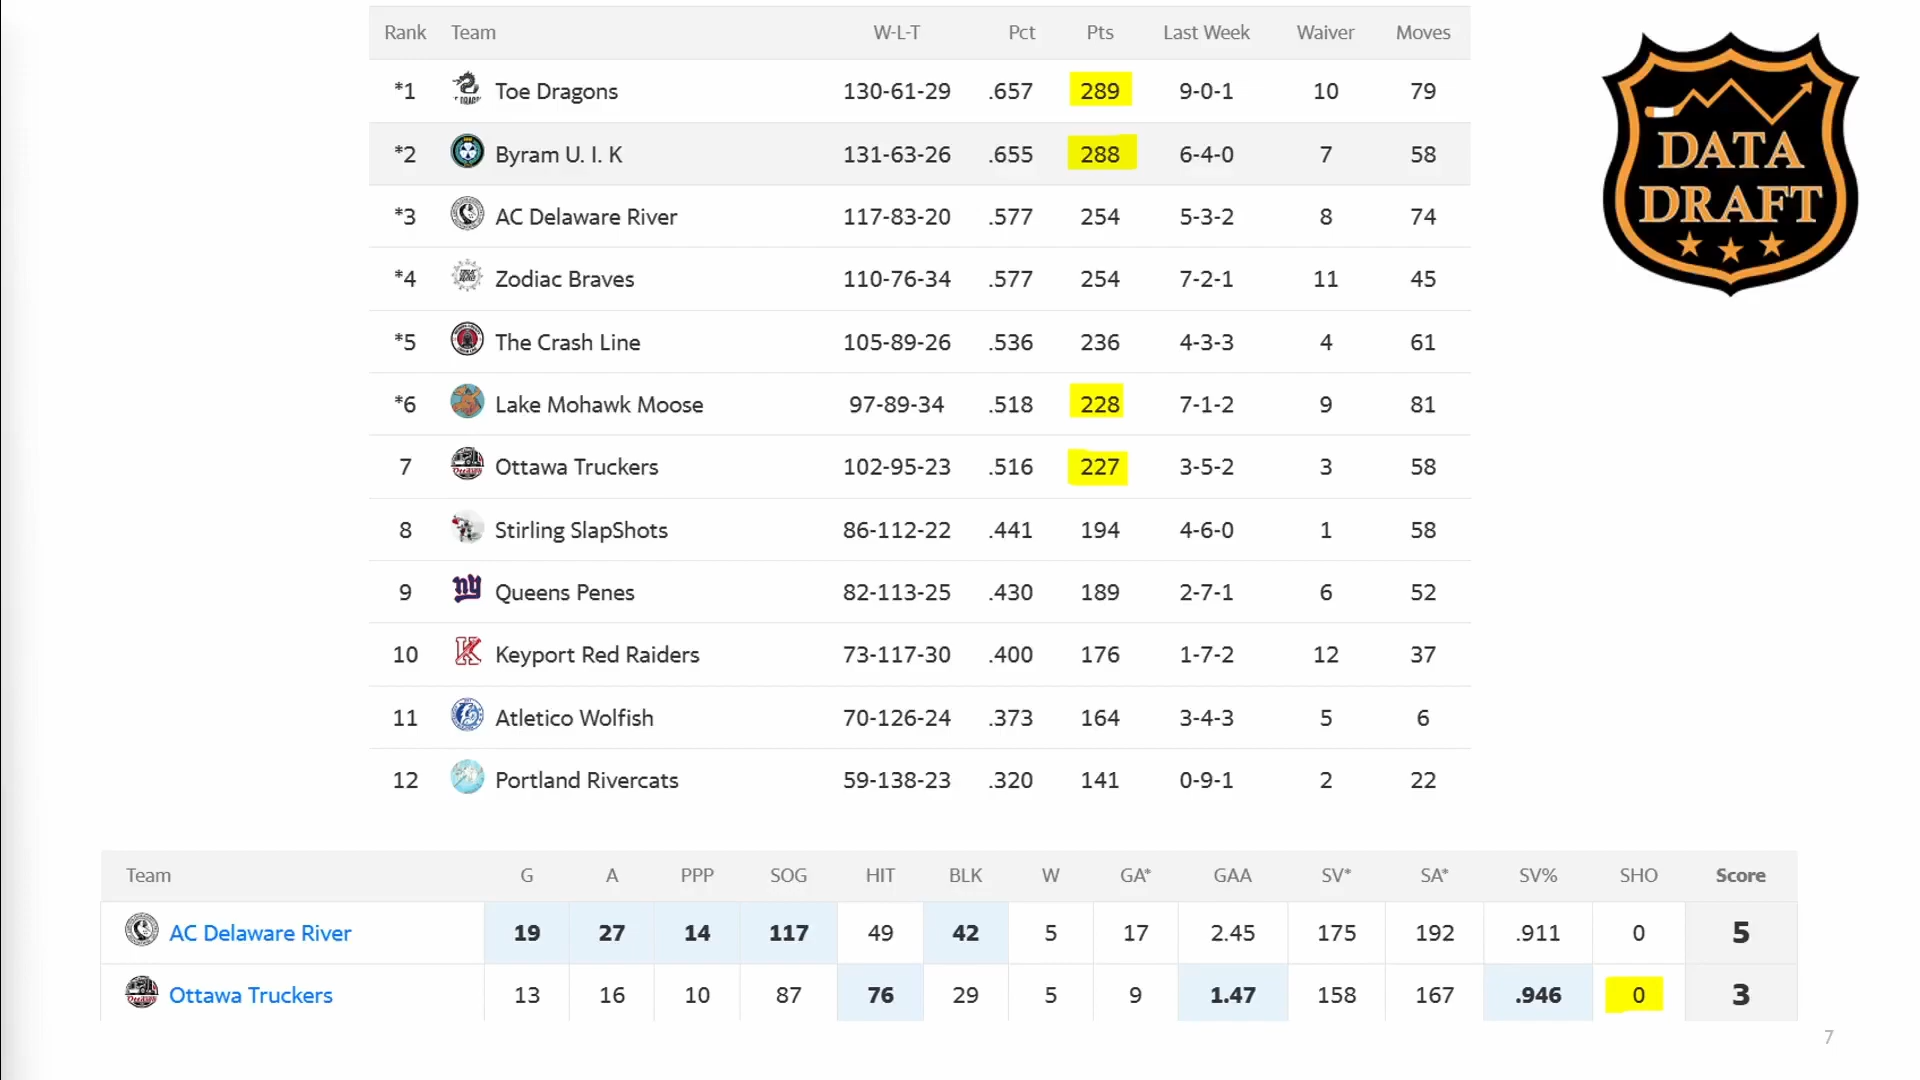 Rank Team W-L-T Pct Pts Last Week Waiver Moves
*1 Toe Dragons 130-61-29 .657 289 9-0-1 10 79
*2 Byram U. I. K 131-63-26 .655 288 6-4-0 7 58
*3 AC Delaware River 117-83-20 .577 254 5-3-2 8 74
*4 Zodiac Braves 110-76-34 .577 254 7-2-1 11 45
*5 The Crash Line 105-89-26 .536 236 4-3-3 4 61
*6 Lake Mohawk Moose 97-89-34 .518 228 7-1-2 9 81
7 Ottawa Truckers 102-95-23 .516 227 3-5-2 3 58
8 Stirling SlapShots 86-112-22 .441 194 4-6-0 1 58
9 Queens Penes 82-113-25 .430 189 2-7-1 6 52
10 Keyport Red Raiders 73-117-30 .400 176 1-7-2 12 37
11 Atletico Wolfish 70-126-24 .373 164 3-4-3 5 6
12 Portland Rivercats 59-138-23 .320 141 0-9-1 2 22
DATA
DRAFT
Team G A PPP SOG HIT BLK W GA* GAA SV* SA* SV% SHO Score
AC Delaware River 19 27 14 117 49 42 5 17 2.45 175 192 .911 0 5
Ottawa Truckers 13 16 10 87 76 29 5 9 1.47 158 167 .946 0 3
7